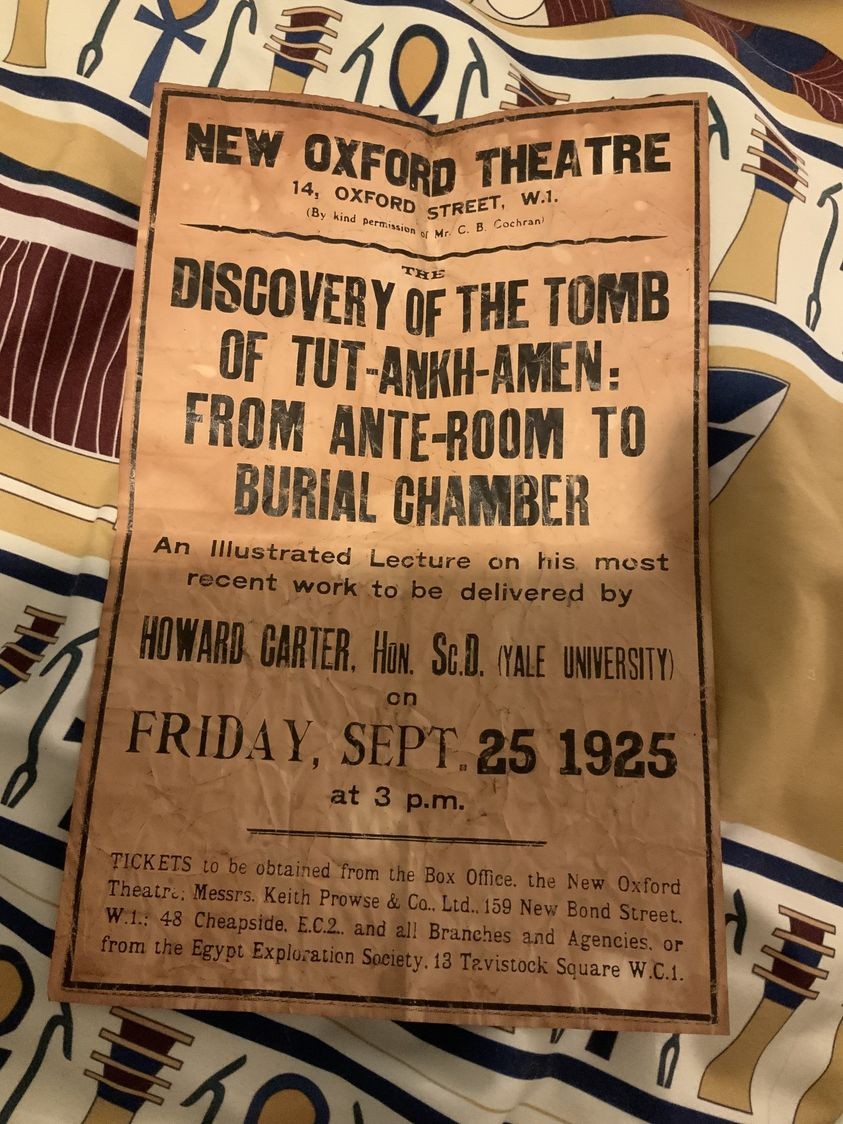 NEW OXFORD THEATRE
14, OXFORD STREET, W.1.
(By kind permission of Mr. C. B. Cochran)
THE
DISCOVERY OF THE TOMB
OF TUT-ANKH-AMEN:
FROM ANTE-ROOM TO
BURIAL CHAMBER
An Illustrated Lecture on his most
recent work to be delivered by
HOWARD CARTER, HON. SC.D. (YALE UNIVERSITY)
on
FRIDAY, SEPT. 25 1925
at 3 p.m.
TICKETS to be obtained from the Box Office, the New Oxford
Theatre; Messrs. Keith Prowse & Co., Ltd., 159 New Bond Street,
W.1.; 48 Cheapside, E.C.2., and all Branches and Agencies, or
from the Egypt Exploration Society, 13 Tavistock Square W.C.1.